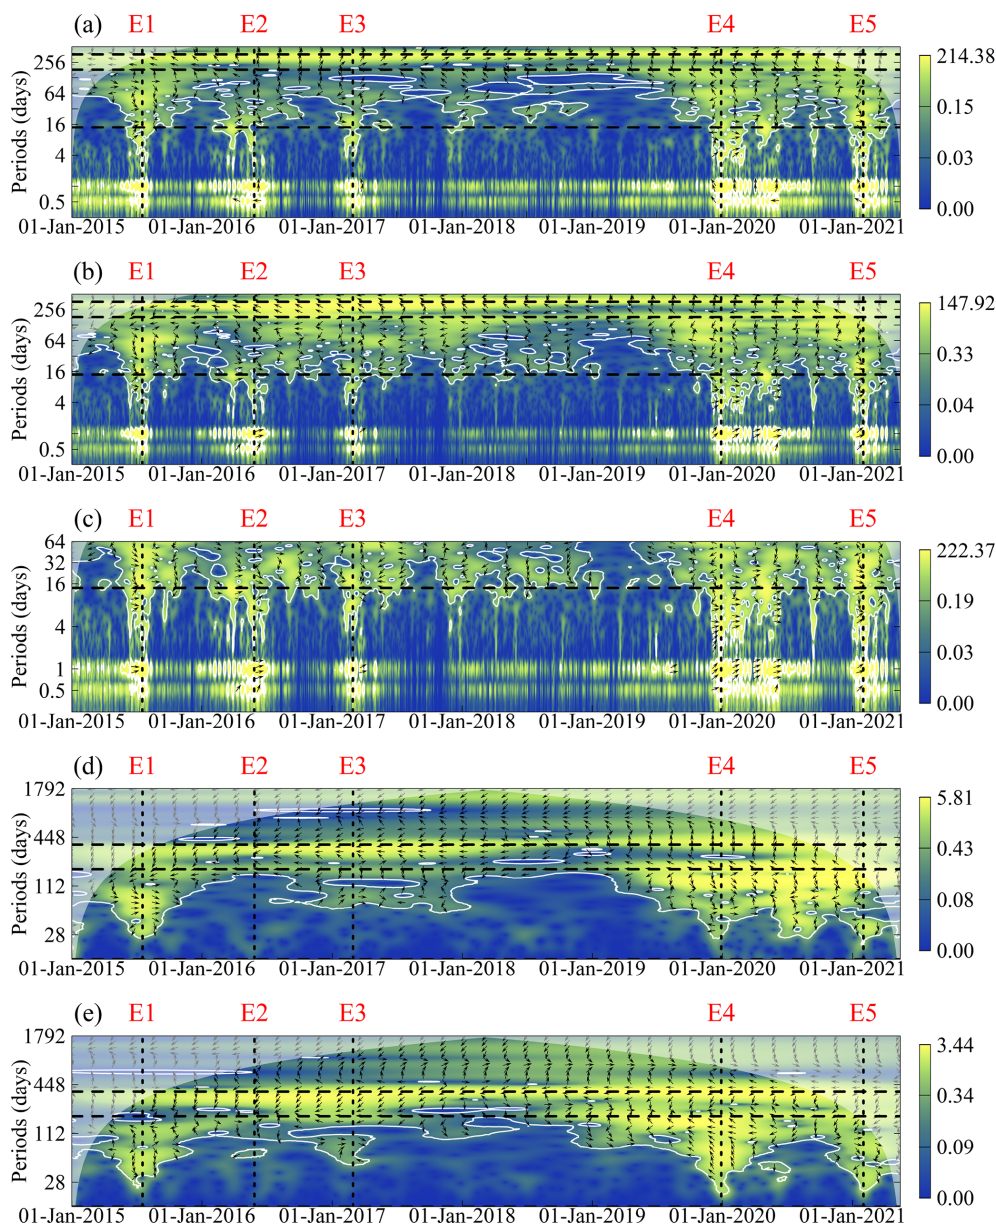 (a) E1 E2 E3 E4 E5
Periods (days)
256
64
16
4
0.5
01-Jan-2015 01-Jan-2016 01-Jan-2017 01-Jan-2018 01-Jan-2019 01-Jan-2020 01-Jan-2021
214.38
0.15
0.03
0.00
(b) E1 E2 E3 E4 E5
Periods (days)
256
64
16
4
0.5
01-Jan-2015 01-Jan-2016 01-Jan-2017 01-Jan-2018 01-Jan-2019 01-Jan-2020 01-Jan-2021
147.92
0.33
0.04
0.00
(c) E1 E2 E3 E4 E5
Periods (days)
64
32
16
4
1
0.5
01-Jan-2015 01-Jan-2016 01-Jan-2017 01-Jan-2018 01-Jan-2019 01-Jan-2020 01-Jan-2021
222.37
0.19
0.03
0.00
(d) E1 E2 E3 E4 E5
Periods (days)
1792
448
112
28
01-Jan-2015 01-Jan-2016 01-Jan-2017 01-Jan-2018 01-Jan-2019 01-Jan-2020 01-Jan-2021
5.81
0.43
0.08
0.00
(e) E1 E2 E3 E4 E5
Periods (days)
1792
448
112
28
01-Jan-2015 01-Jan-2016 01-Jan-2017 01-Jan-2018 01-Jan-2019 01-Jan-2020 01-Jan-2021
3.44
0.34
0.09
0.00